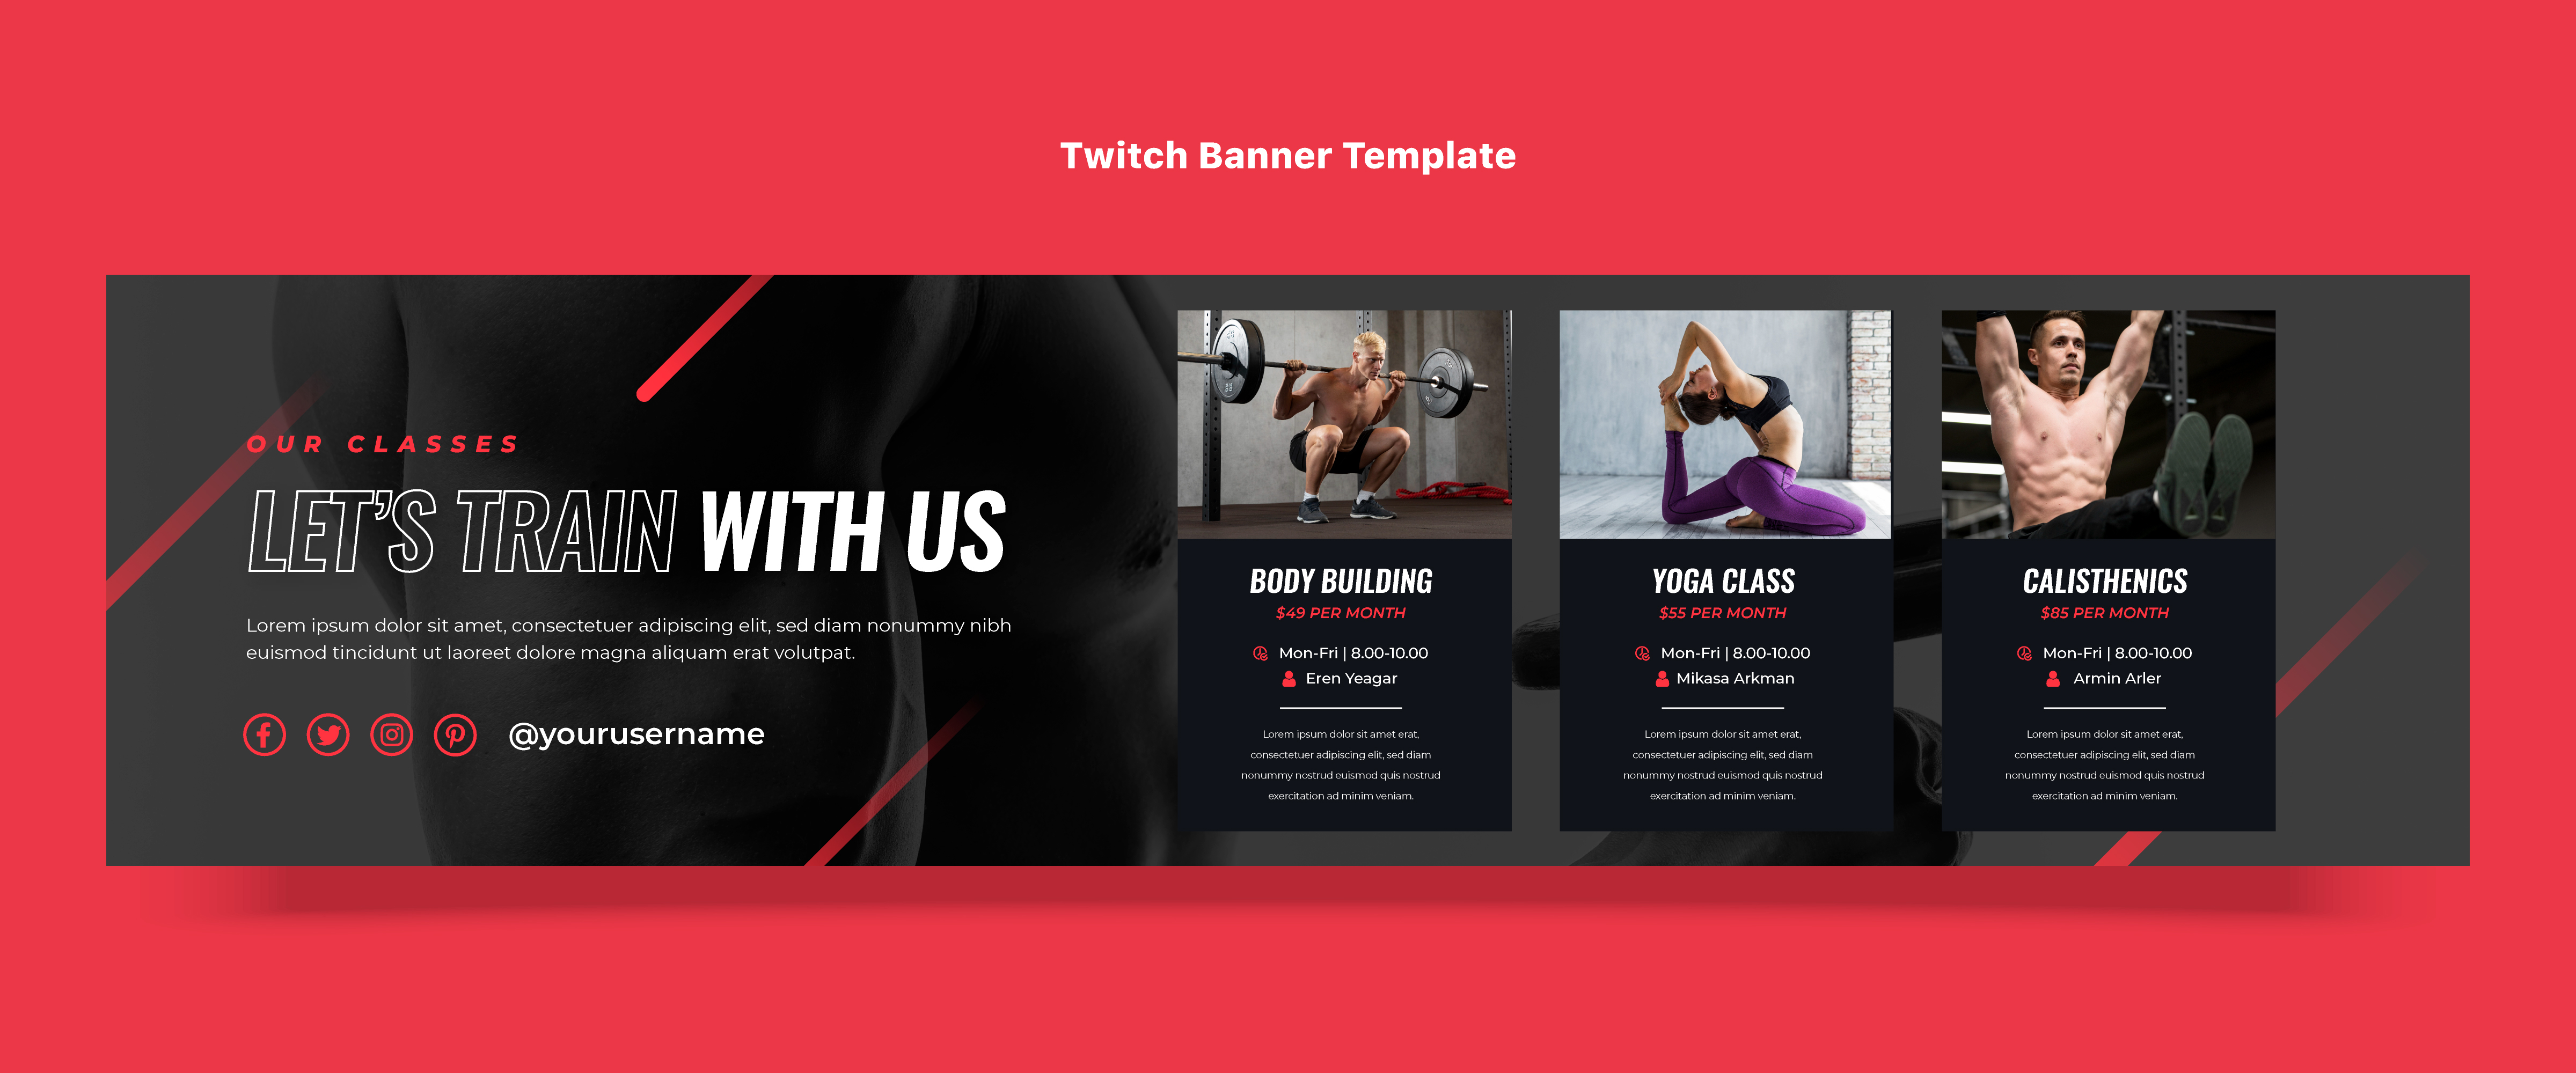 Twitch Banner Template
OUR CLASSES
LET'S TRAIN WITH US
Lorem ipsum dolor sit amet, consectetuer adipiscing elit, sed diam nonummy nibh
euismod tincidunt ut laoreet dolore magna aliquam erat volutpat.
@yourusername
BODY BUILDING
$49 PER MONTH
Mon-Fri | 8.00-10.00
Eren Yeagar
Lorem ipsum dolor sit amet erat,
consectetuer adipiscing elit, sed diam
nonummy nostrud euismod quis nostrud
exercitation ad minim veniam.
YOGA CLASS
$55 PER MONTH
Mon-Fri | 8.00-10.00
Mikasa Arkman
Lorem ipsum dolor sit amet erat,
consectetuer adipiscing elit, sed diam
nonummy nostrud euismod quis nostrud
exercitation ad minim veniam.
CALISTHENICS
$85 PER MONTH
Mon-Fri | 8.00-10.00
Armin Arler
Lorem ipsum dolor sit amet erat,
consectetuer adipiscing elit, sed diam
nonummy nostrud euismod quis nostrud
exercitation ad minim veniam.